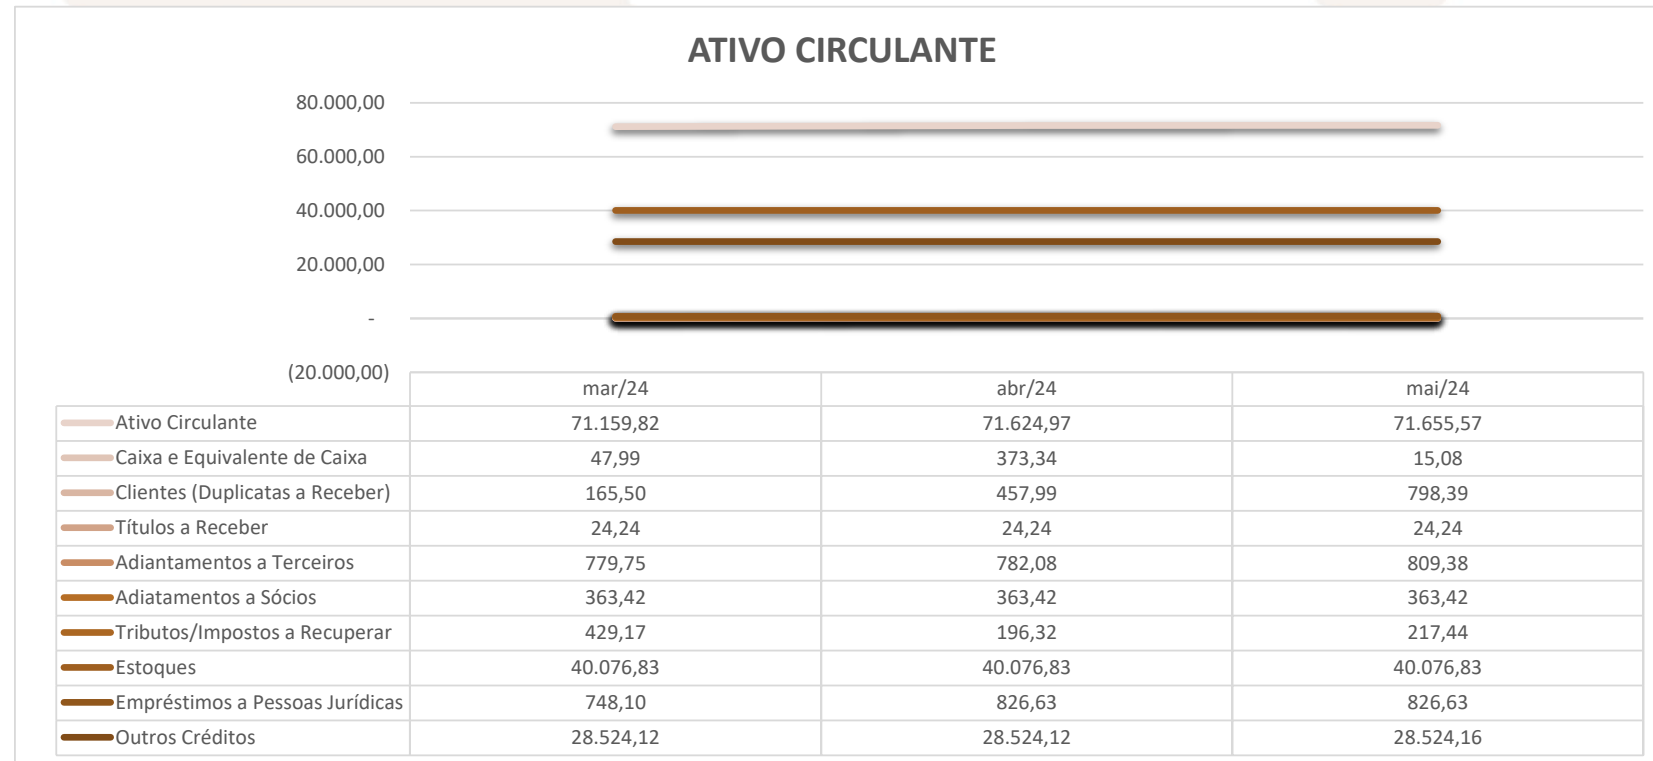 ATIVO CIRCULANTE
80.000,00
60.000,00
40.000,00
20.000,00
-
(20.000,00)
mar/24 abr/24 mai/24
Ativo Circulante 71.159,82 71.624,97 71.655,57
Caixa e Equivalente de Caixa 47,99 373,34 15,08
Clientes (Duplicatas a Receber) 165,50 457,99 798,39
Títulos a Receber 24,24 24,24 24,24
Adiantamentos a Terceiros 779,75 782,08 809,38
Adiatamentos a Sócios 363,42 363,42 363,42
Tributos/Impostos a Recuperar 429,17 196,32 217,44
Estoques 40.076,83 40.076,83 40.076,83
Empréstimos a Pessoas Jurídicas 748,10 826,63 826,63
Outros Créditos 28.524,12 28.524,12 28.524,16